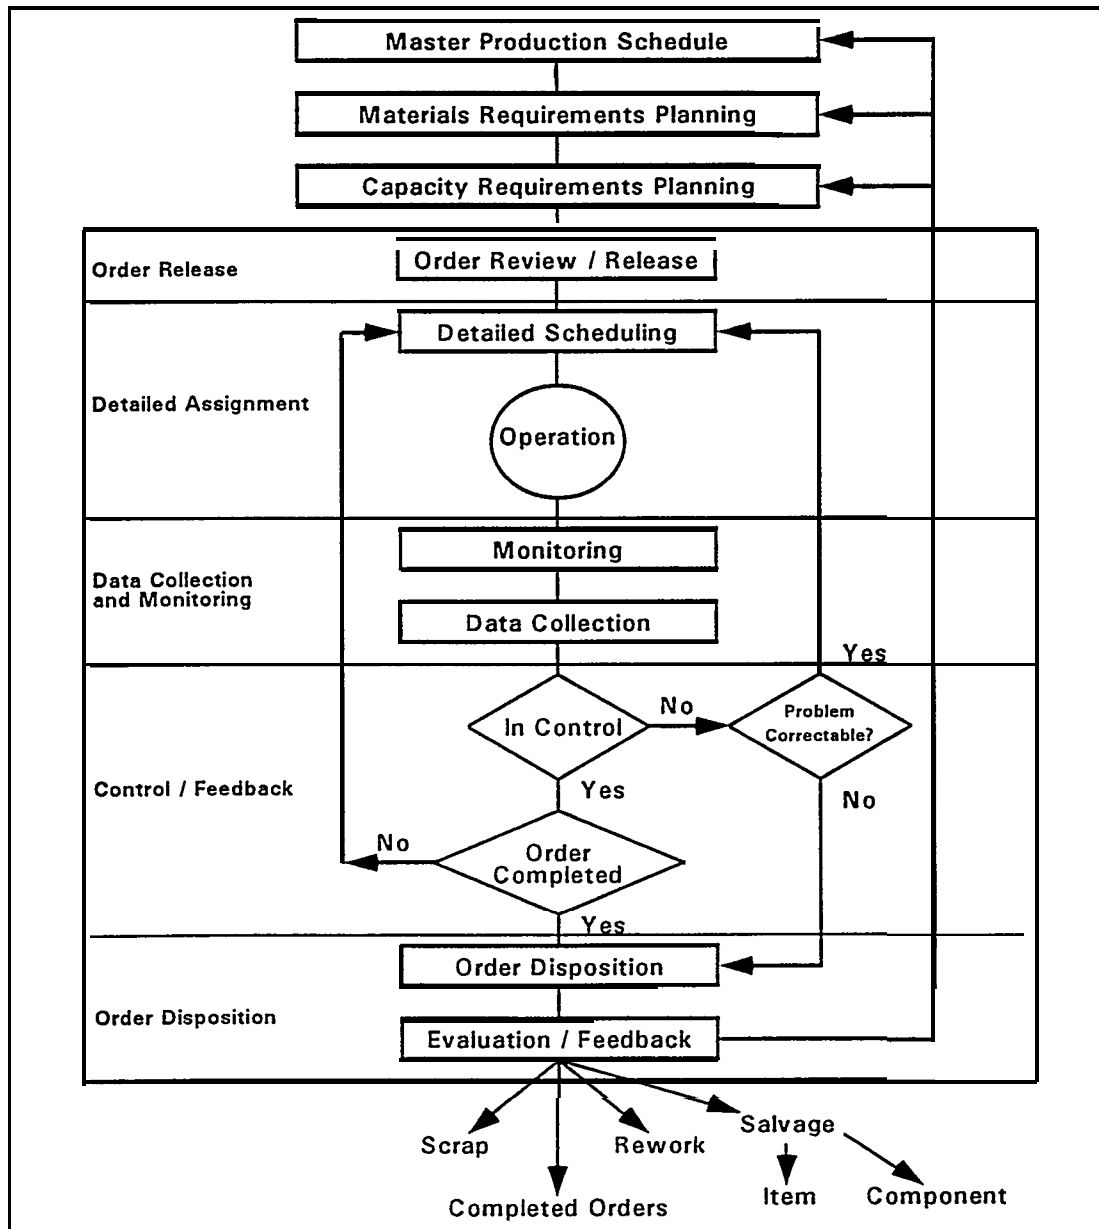 Master Production Schedule
Materials Requirements Planning
Capacity Requirements Planning
Order Release
Order Review / Release
Detailed Scheduling
Detailed Assignment
Operation
Monitoring
Data Collection
and Monitoring
Data Collection
Yes
In Control
No
Problem
Correctable?
Control / Feedback
Yes
No
No
Order
Completed
Yes
Order Disposition
Order Disposition
Evaluation / Feedback
Scrap
Rework
Salvage
Completed Orders
Item
Component